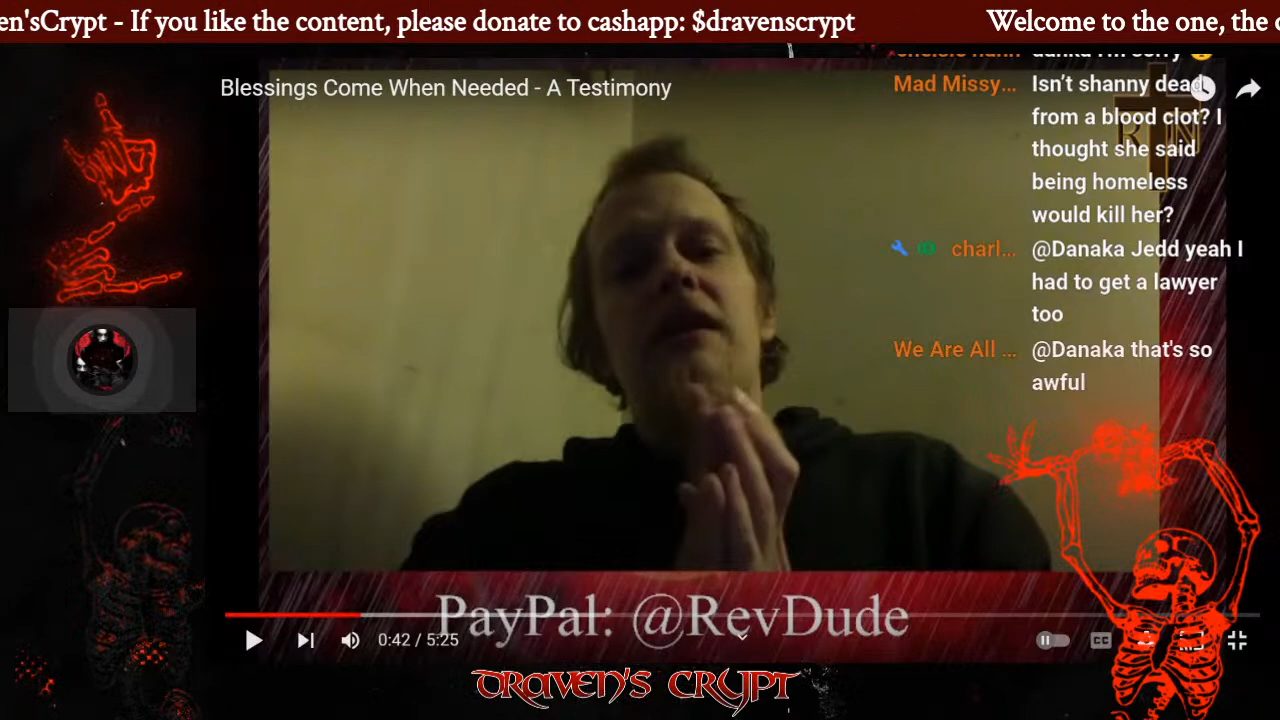 en'sCrypt - If you like the content, please donate to cashapp: $dravenscrypt
Welcome to the one, the
Blessings Come When Needed - A Testimony
Mad Missy… Isn't shanny dead
from a blood clot? I
thought she said
being homeless
would kill her?
charl… @Danaka Jedd yeah I
had to get a lawyer
too
We Are All … @Danaka that's so
awful
R N
PayPal: @RevDude
0:42 / 5:25
CC
DRAVEN'S CRYPT